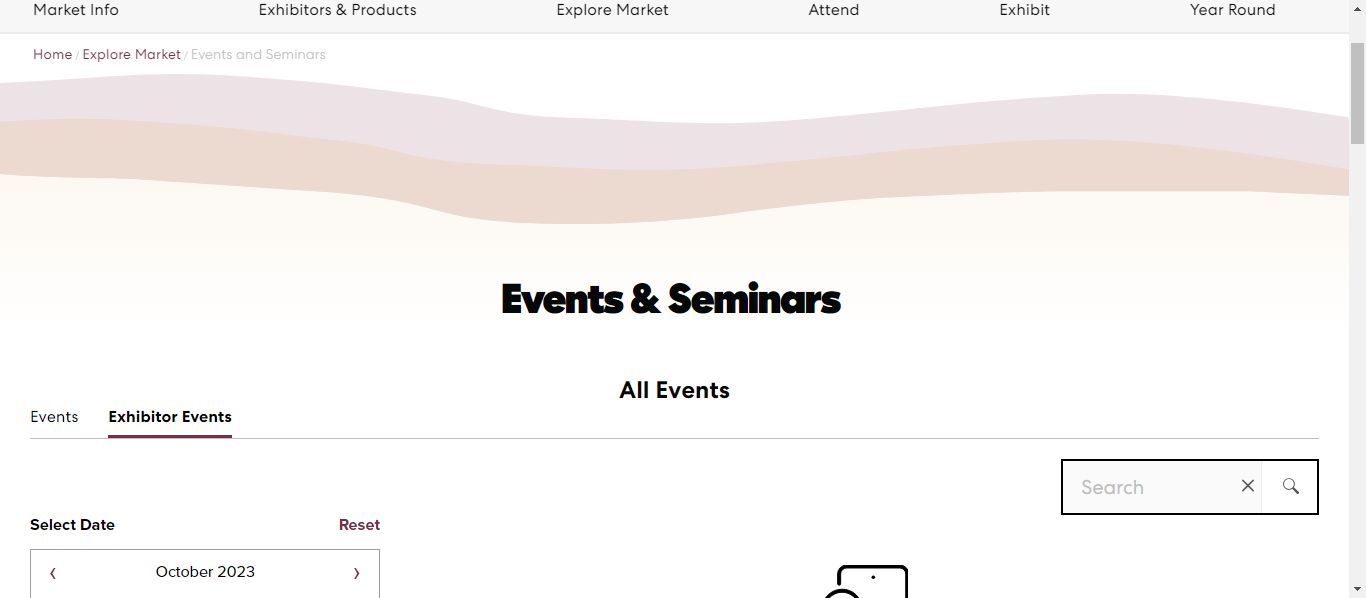 Market Info Exhibitors & Products Explore Market Attend Exhibit Year Round
Home / Explore Market / Events and Seminars
Events & Seminars
All Events
Events Exhibitor Events
Search
Select Date Reset
October 2023